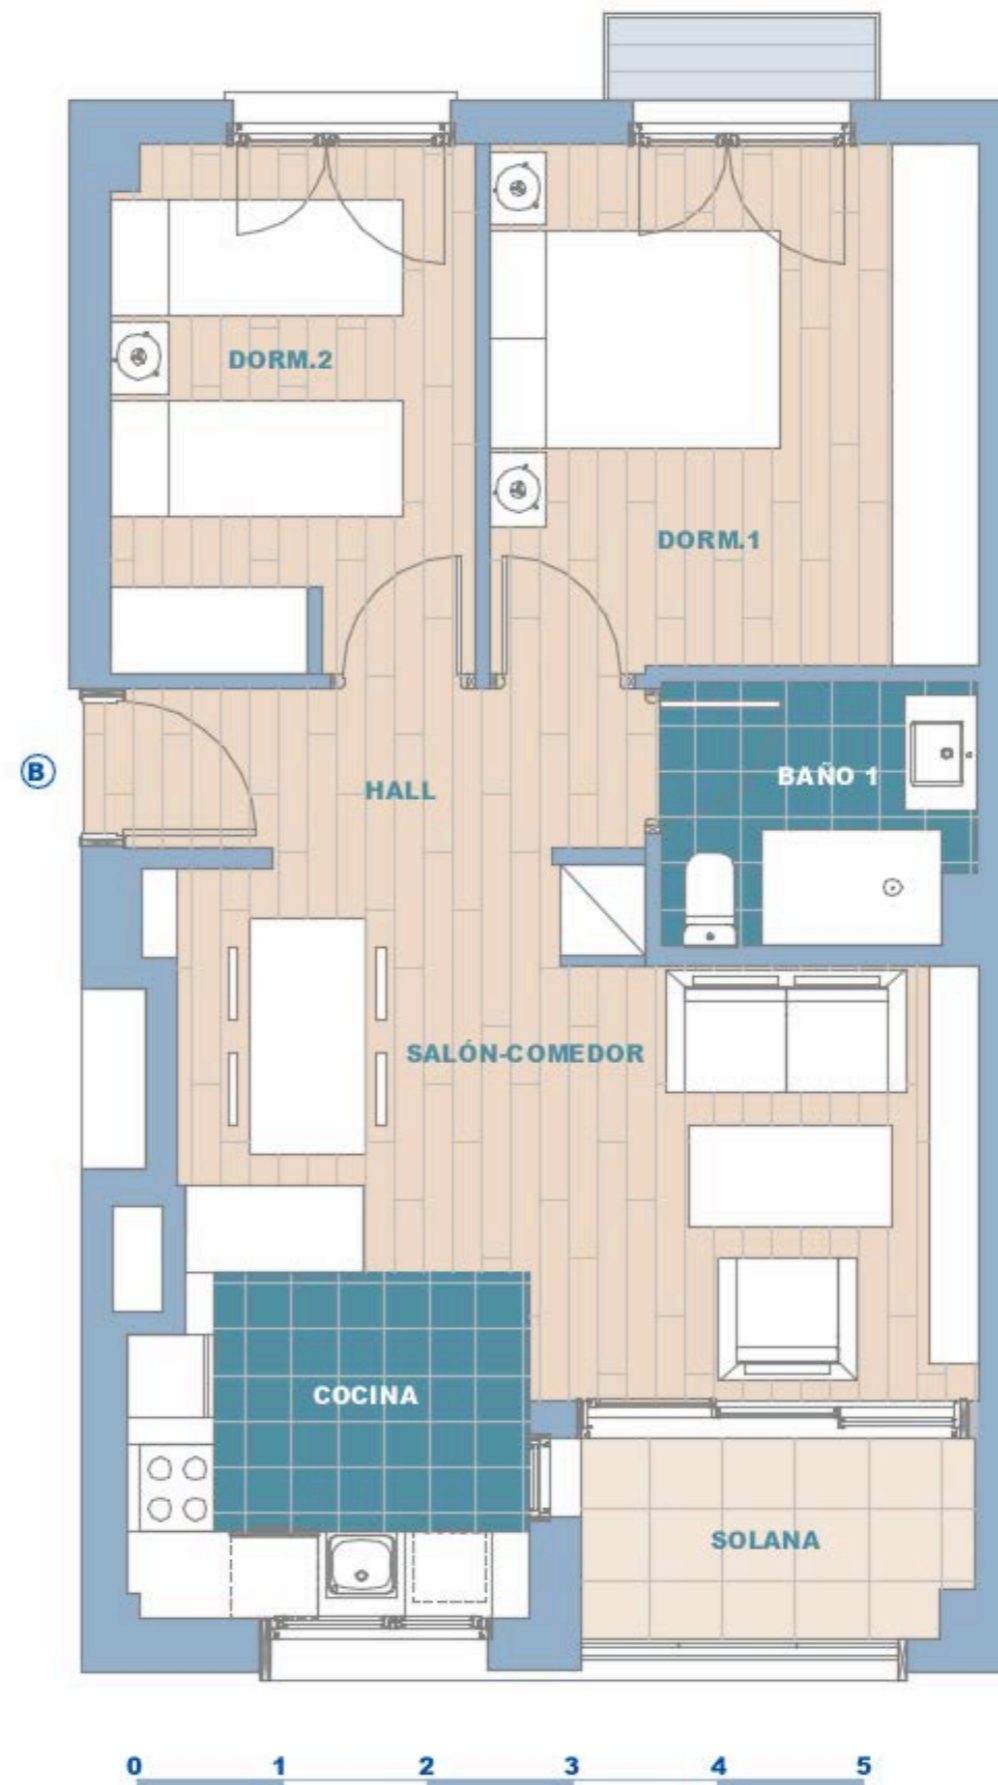 DORM.2
DORM.1
B
HALL
BAÑO 1
SALÓN-COMEDOR
COCINA
SOLANA
0 1 2 3 4 5